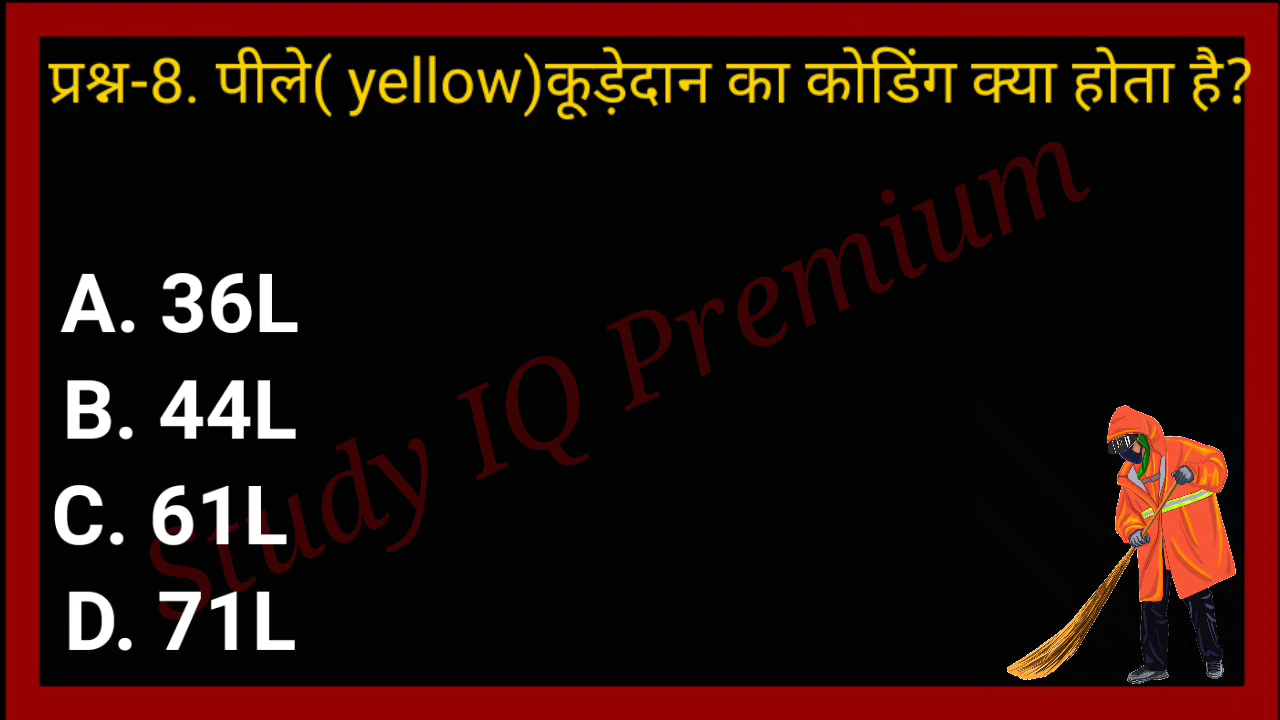 प्रश्न-8. पीले( yellow)कूड़ेदान का कोडिंग क्या होता है?
Study IQ Premium
A. 36L
B. 44L
C. 61L
D. 71L